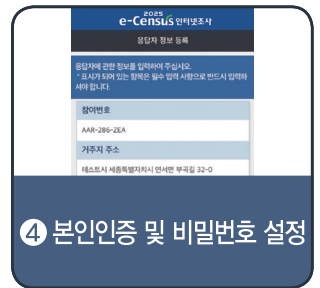 2025
e-Census 인터넷조사
응답자 정보 등록
응답자에 관한 정보를 입력하여 주십시오.
* 표시가 되어 있는 항목은 필수 입력 사항으로 반드시 입력하
셔야 합니다.
참여번호
AAR-286-ZEA
거주지 주소
테스트시 세종특별자치시 연서면 부곡길 32-0
④ 본인인증 및 비밀번호 설정